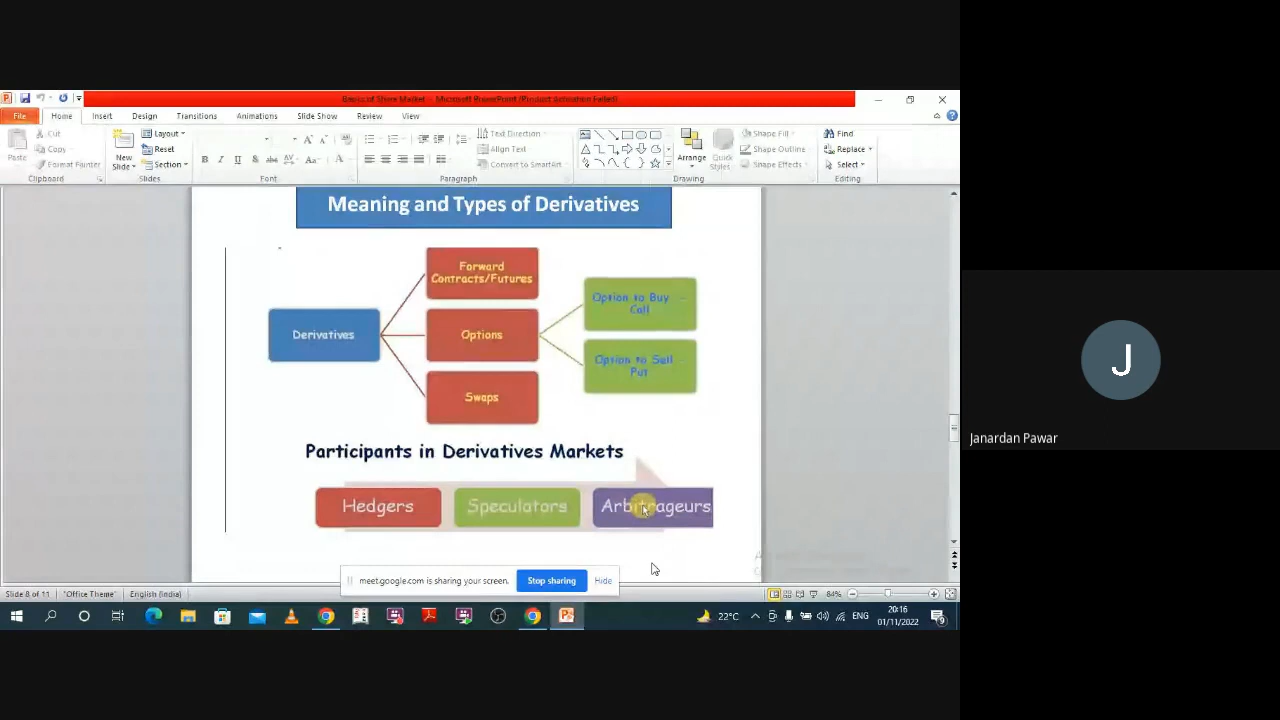 Basics of Share Market - Microsoft PowerPoint (Product Activation Failed)
File Home Insert Design Transitions Animations Slide Show Review View
Cut
Copy
Format Painter
Paste
Clipboard
New
Slide
Layout
Reset
Section
Slides
B I U S abc AV Aa A
Font
Text Direction
Align Text
Convert to SmartArt
Paragraph
Arrange
Quick
Styles
Shape Fill
Shape Outline
Shape Effects
Drawing
Find
Replace
Select
Editing
Meaning and Types of Derivatives
Derivatives
Forward
Contracts/Futures
Options
Swaps
Option to Buy –
Call
Option to Sell –
Put
Participants in Derivatives Markets
Hedgers Speculators Arbitrageurs
meet.google.com is sharing your screen. Stop sharing Hide
Slide 8 of 11 "Office Theme" English (India) 84%
22°C ENG
20:16
01/11/2022
J
Janardan Pawar